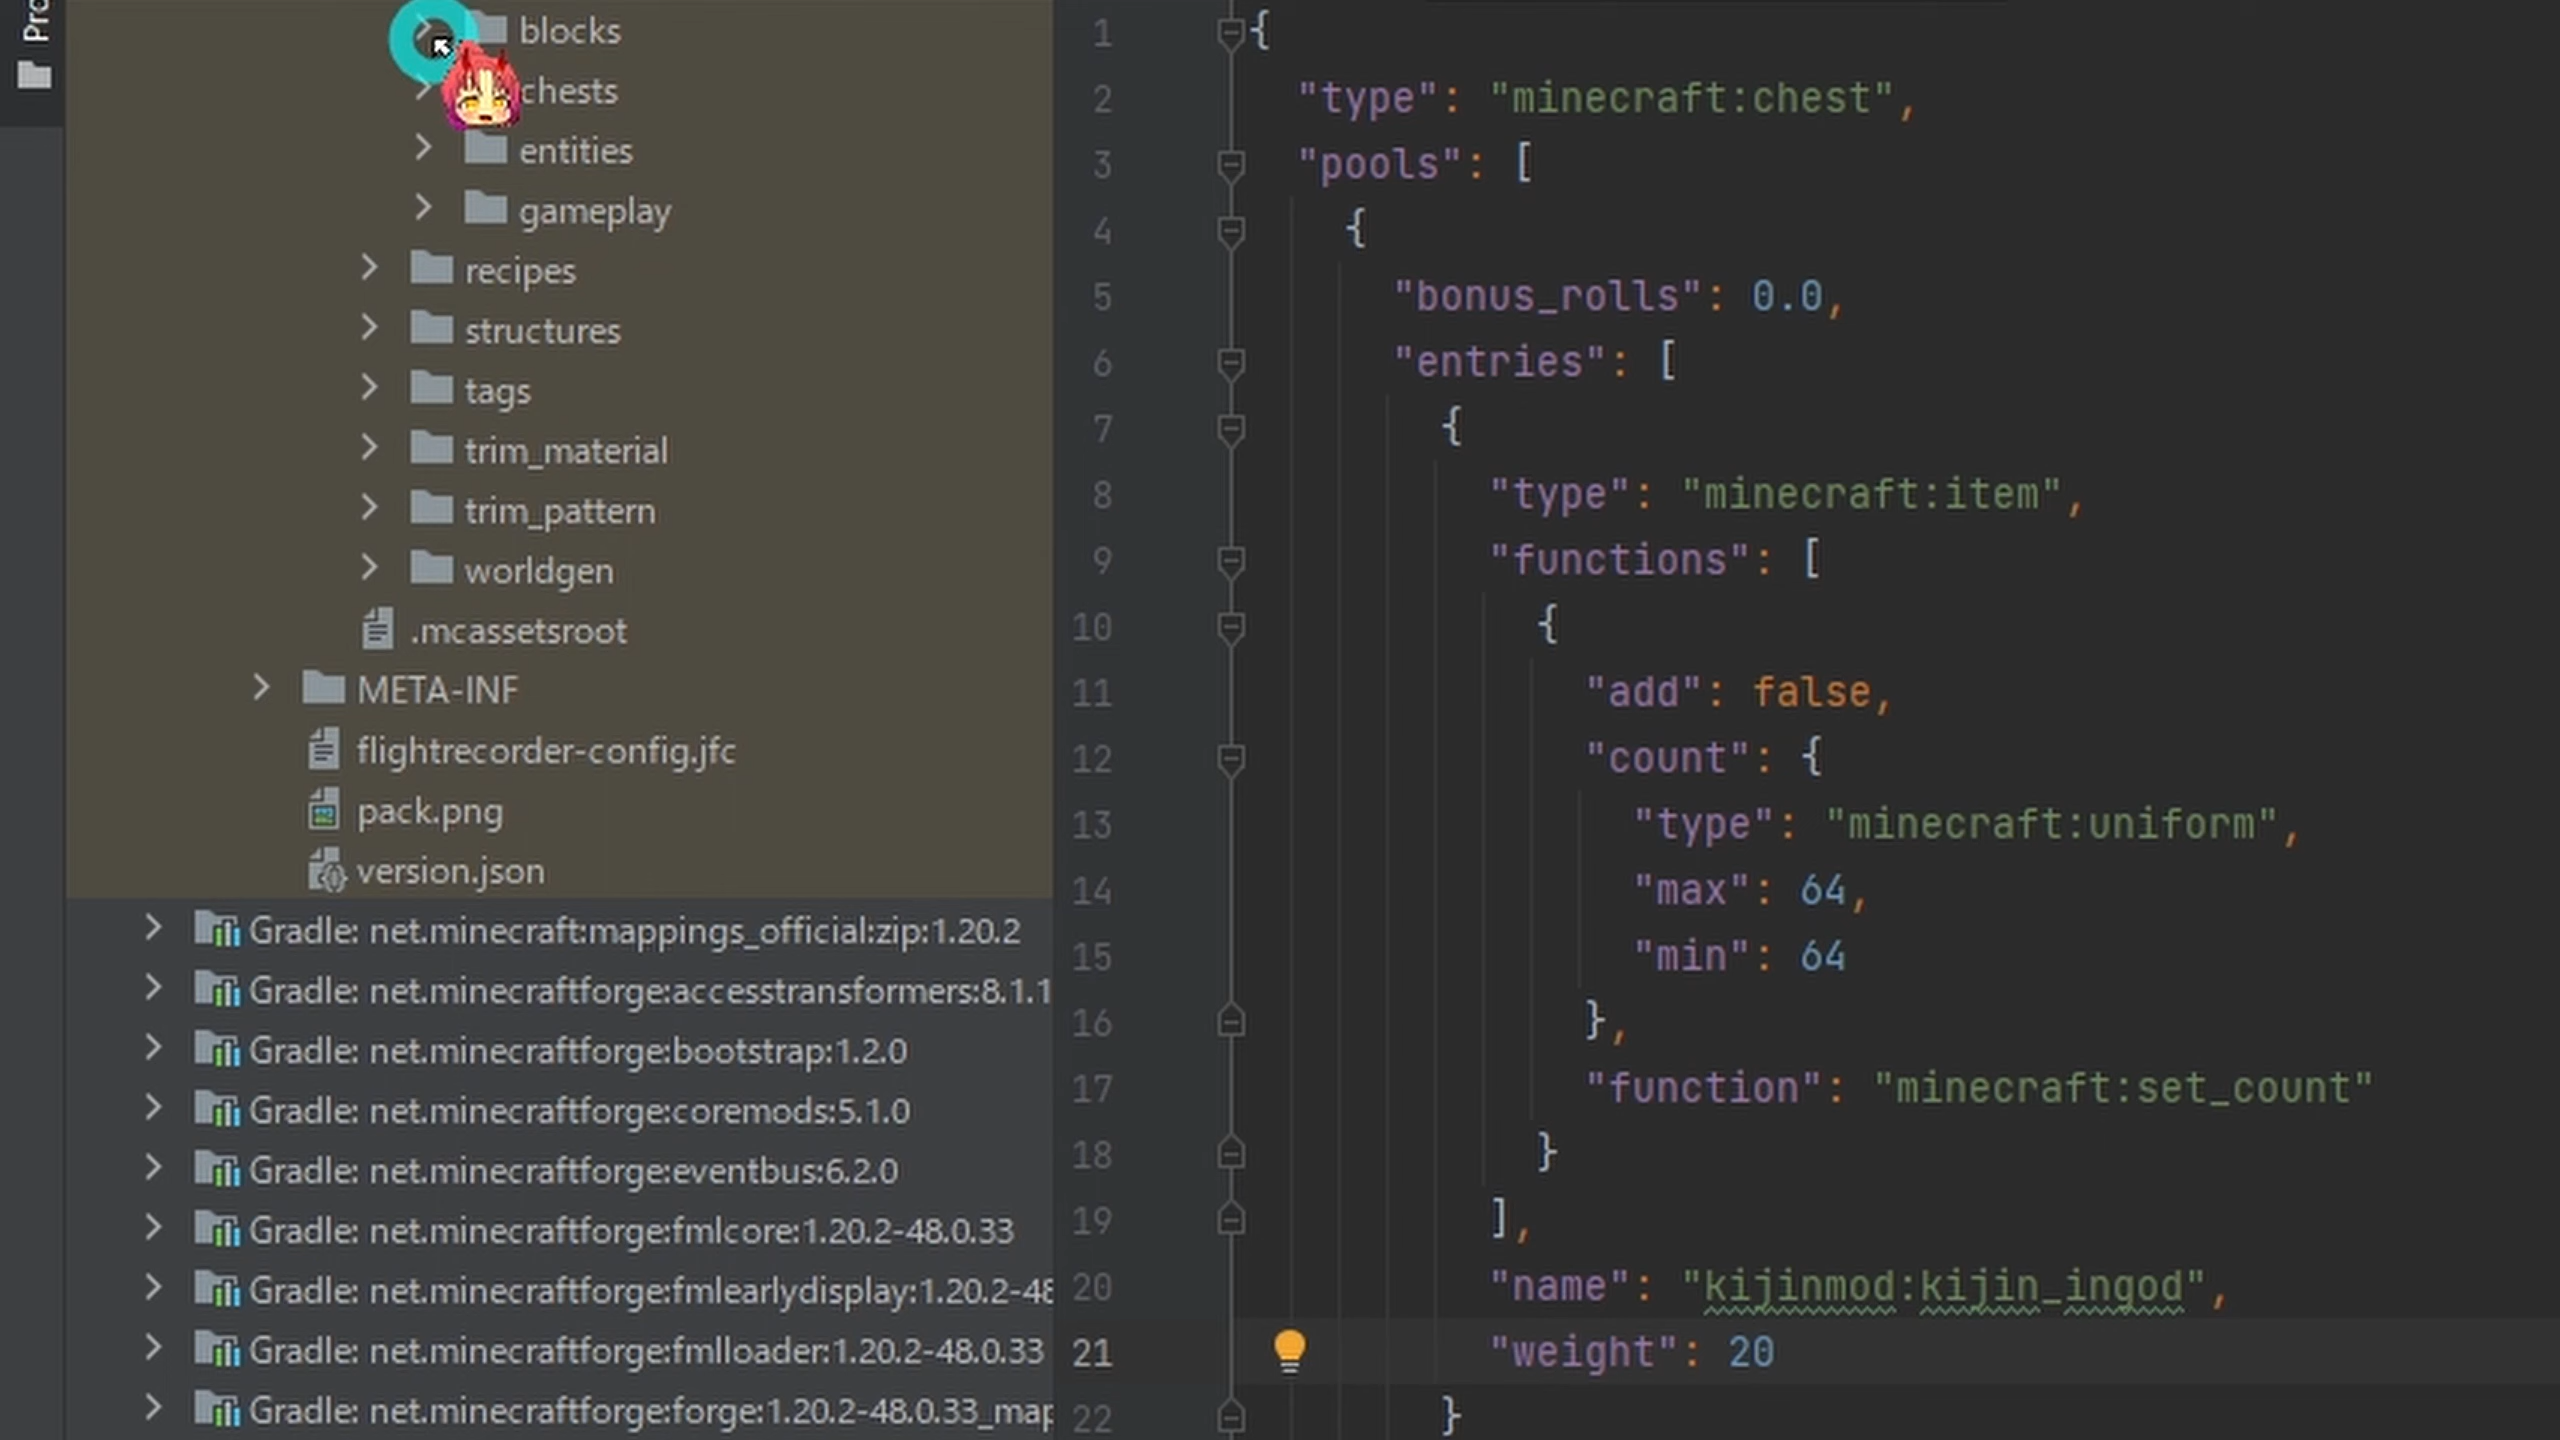 Pro
blocks
chests
entities
gameplay
recipes
structures
tags
trim_material
trim_pattern
worldgen
.mcassetsroot
META-INF
flightrecorder-config.jfc
pack.png
version.json
Gradle: net.minecraft:mappings_official:zip:1.20.2
Gradle: net.minecraftforge:accesstransformers:8.1.1
Gradle: net.minecraftforge:bootstrap:1.2.0
Gradle: net.minecraftforge:coremods:5.1.0
Gradle: net.minecraftforge:eventbus:6.2.0
Gradle: net.minecraftforge:fmlcore:1.20.2-48.0.33
Gradle: net.minecraftforge:fmlearlydisplay:1.20.2-48
Gradle: net.minecraftforge:fmlloader:1.20.2-48.0.33
Gradle: net.minecraftforge:forge:1.20.2-48.0.33_map
1 {
2 "type": "minecraft:chest",
3 "pools": [
4 {
5 "bonus_rolls": 0.0,
6 "entries": [
7 {
8 "type": "minecraft:item",
9 "functions": [
10 {
11 "add": false,
12 "count": {
13 "type": "minecraft:uniform",
14 "max": 64,
15 "min": 64
16 },
17 "function": "minecraft:set_count"
18 }
19 ],
20 "name": "kijinmod:kijin_ingod",
21 "weight": 20
22 }